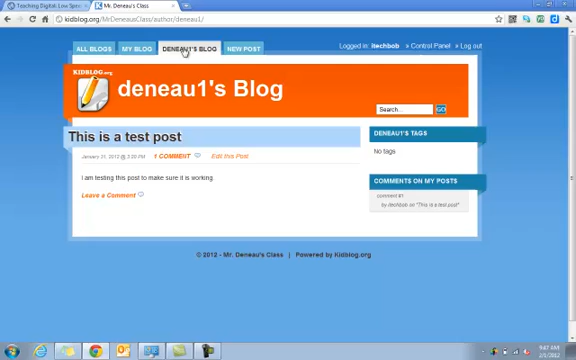 Teaching Digital: Low Spe
Mr. Deneau's Class
kidblog.org/MrDeneausClass/author/deneau1/
ALL BLOGS MY BLOG DENEAU1'S BLOG NEW POST
Logged in: itechbob » Control Panel » Log out
KIDBLOG.org
deneau1's Blog
Search... GO
This is a test post
January 31, 2012 @ 2:20 PM 1 COMMENT Edit this Post
I am testing this post to make sure it is working.
Leave a Comment
DENEAU1'S TAGS
No tags
COMMENTS ON MY POSTS
comment #1
by itechbob on "This is a test post"
© 2012 - Mr. Deneau's Class | Powered by Kidblog.org
9:47 AM
2/1/2012